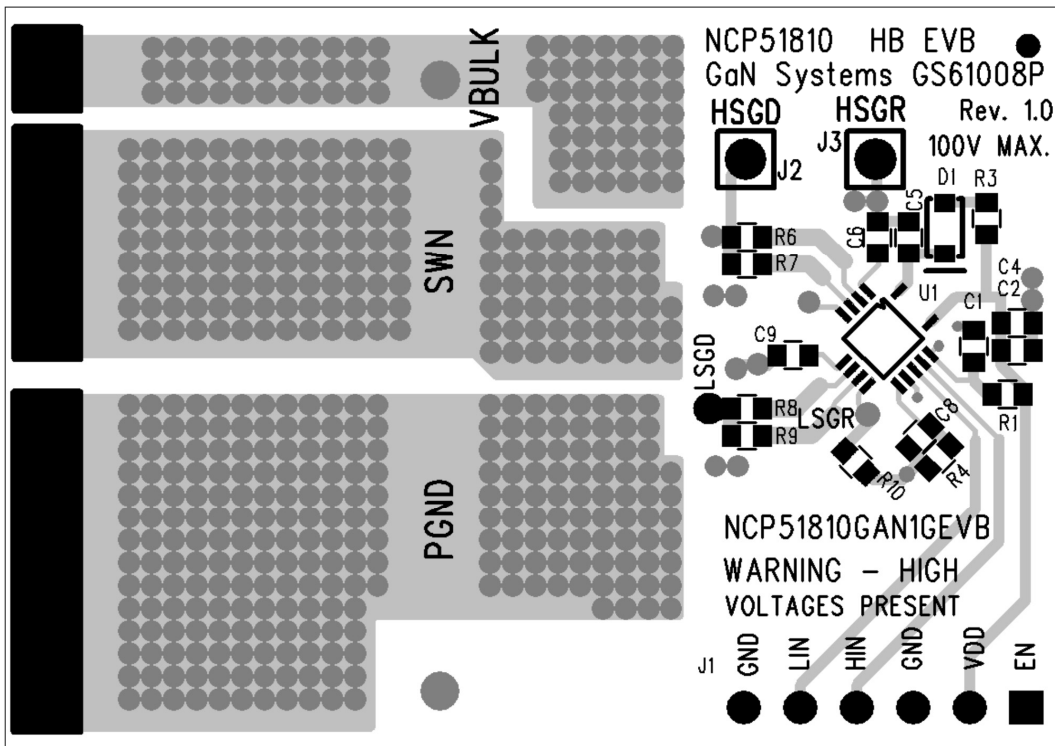 NCP51810 HB EVB
GaN Systems GS61008P
Rev. 1.0
100V MAX.
VBULK
SWN
PGND
HSGD
J2
HSGR
J3
D1
R3
C5
C6
R6
R7
U1
C4
C2
C1
C9
LSGD
R8
R9
LSGR
R1
C8
R4
R10
NCP51810GAN1GEVB
WARNING - HIGH
VOLTAGES PRESENT
J1
GND
LIN
HIN
GND
VDD
EN